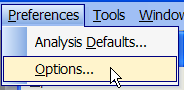 Preferences Tools Window
Analysis Defaults...
Options...